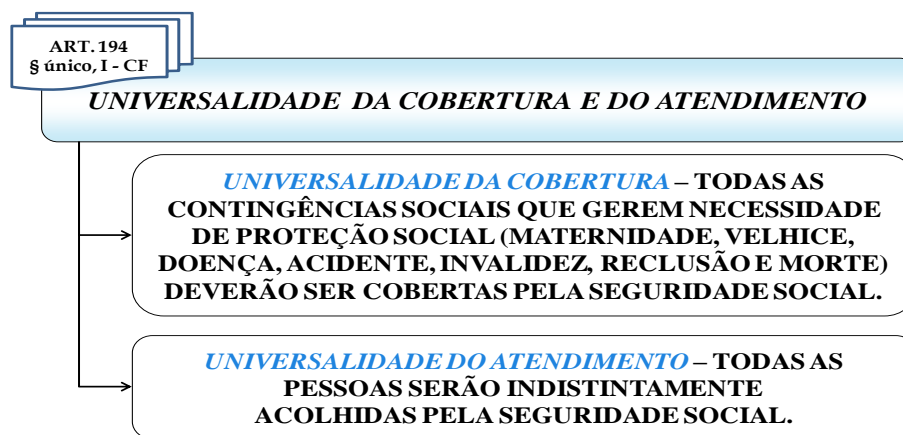 ART. 194
§ único, I - CF
UNIVERSALIDADE DA COBERTURA E DO ATENDIMENTO
UNIVERSALIDADE DA COBERTURA – TODAS AS
CONTINGÊNCIAS SOCIAIS QUE GEREM NECESSIDADE
DE PROTEÇÃO SOCIAL (MATERNIDADE, VELHICE,
DOENÇA, ACIDENTE, INVALIDEZ, RECLUSÃO E MORTE)
DEVERÃO SER COBERTAS PELA SEGURIDADE SOCIAL.
UNIVERSALIDADE DO ATENDIMENTO – TODAS AS
PESSOAS SERÃO INDISTINTAMENTE
ACOLHIDAS PELA SEGURIDADE SOCIAL.